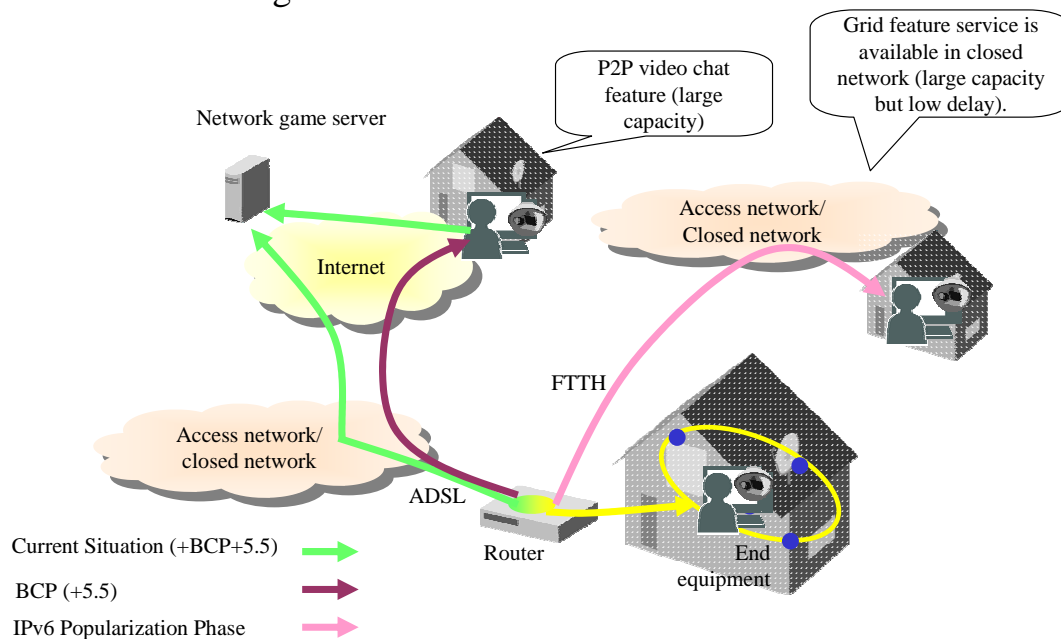 Grid feature service is
available in closed
network (large capacity
but low delay).
P2P video chat
feature (large
capacity)
Network game server
Access network/
Closed network
Internet
FTTH
Access network/
closed network
ADSL
Router
End
equipment
Current Situation (+BCP+5.5)
BCP (+5.5)
IPv6 Popularization Phase